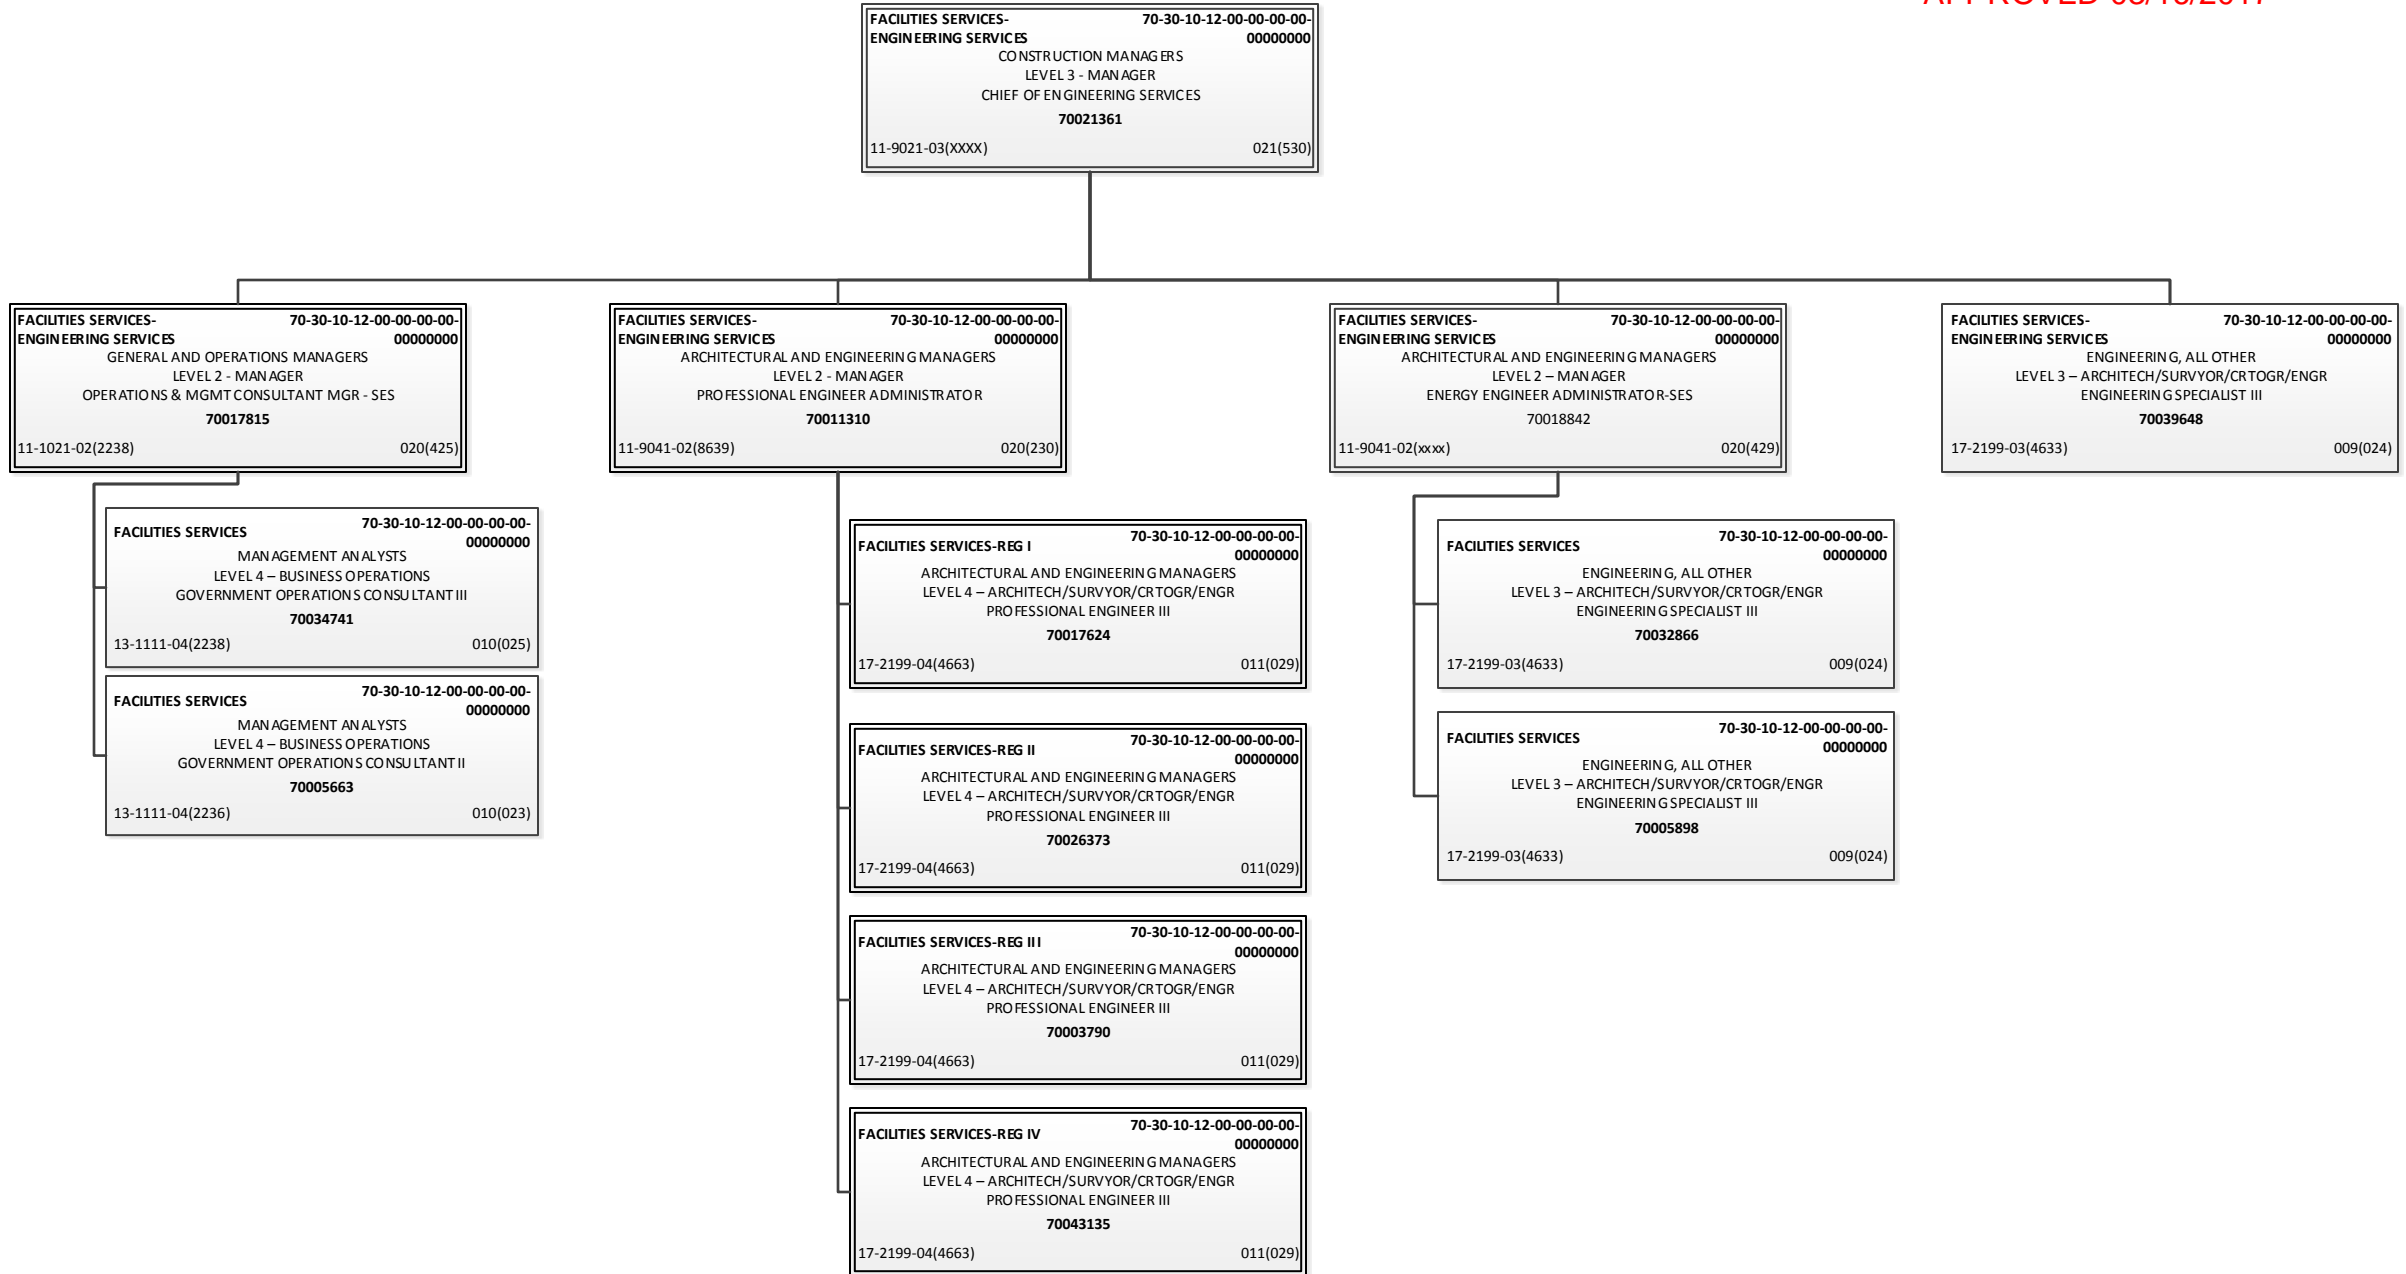 FACILITIES SERVICES- 70-30-10-12-00-00-00-00-
ENGINEERING SERVICES 00000000
CONSTRUCTION MANAGERS
LEVEL 3 - MANAGER
CHIEF OF ENGINEERING SERVICES
70021361
11-9021-03(XXXX) 021(530)
FACILITIES SERVICES- 70-30-10-12-00-00-00-00-
ENGINEERING SERVICES 00000000
GENERAL AND OPERATIONS MANAGERS
LEVEL 2 - MANAGER
OPERATIONS & MGMT CONSULTANT MGR - SES
70017815
11-1021-02(2238) 020(425)
FACILITIES SERVICES 70-30-10-12-00-00-00-00-
00000000
MANAGEMENT ANALYSTS
LEVEL 4 – BUSINESS OPERATIONS
GOVERNMENT OPERATIONS CONSULTANT III
70034741
13-1111-04(2238) 010(025)
FACILITIES SERVICES 70-30-10-12-00-00-00-00-
00000000
MANAGEMENT ANALYSTS
LEVEL 4 – BUSINESS OPERATIONS
GOVERNMENT OPERATIONS CONSULTANT II
70005663
13-1111-04(2236) 010(023)
FACILITIES SERVICES- 70-30-10-12-00-00-00-00-
ENGINEERING SERVICES 00000000
ARCHITECTURAL AND ENGINEERING MANAGERS
LEVEL 2 - MANAGER
PROFESSIONAL ENGINEER ADMINISTRATOR
70011310
11-9041-02(8639) 020(230)
FACILITIES SERVICES-REG I 70-30-10-12-00-00-00-00-
00000000
ARCHITECTURAL AND ENGINEERING MANAGERS
LEVEL 4 – ARCHITECH/SURVYOR/CRTOGR/ENGR
PROFESSIONAL ENGINEER III
70017624
17-2199-04(4663) 011(029)
FACILITIES SERVICES-REG II 70-30-10-12-00-00-00-00-
00000000
ARCHITECTURAL AND ENGINEERING MANAGERS
LEVEL 4 – ARCHITECH/SURVYOR/CRTOGR/ENGR
PROFESSIONAL ENGINEER III
70026373
17-2199-04(4663) 011(029)
FACILITIES SERVICES-REG III 70-30-10-12-00-00-00-00-
00000000
ARCHITECTURAL AND ENGINEERING MANAGERS
LEVEL 4 – ARCHITECH/SURVYOR/CRTOGR/ENGR
PROFESSIONAL ENGINEER III
70003790
17-2199-04(4663) 011(029)
FACILITIES SERVICES-REG IV 70-30-10-12-00-00-00-00-
00000000
ARCHITECTURAL AND ENGINEERING MANAGERS
LEVEL 4 – ARCHITECH/SURVYOR/CRTOGR/ENGR
PROFESSIONAL ENGINEER III
70043135
17-2199-04(4663) 011(029)
FACILITIES SERVICES- 70-30-10-12-00-00-00-00-
ENGINEERING SERVICES 00000000
ARCHITECTURAL AND ENGINEERING MANAGERS
LEVEL 2 – MANAGER
ENERGY ENGINEER ADMINISTRATOR-SES
70018842
11-9041-02(xxxx) 020(429)
FACILITIES SERVICES 70-30-10-12-00-00-00-00-
00000000
ENGINEERING, ALL OTHER
LEVEL 3 – ARCHITECH/SURVYOR/CRTOGR/ENGR
ENGINEERING SPECIALIST III
70032866
17-2199-03(4633) 009(024)
FACILITIES SERVICES 70-30-10-12-00-00-00-00-
00000000
ENGINEERING, ALL OTHER
LEVEL 3 – ARCHITECH/SURVYOR/CRTOGR/ENGR
ENGINEERING SPECIALIST III
70005898
17-2199-03(4633) 009(024)
FACILITIES SERVICES- 70-30-10-12-00-00-00-00-
ENGINEERING SERVICES 00000000
ENGINEERING, ALL OTHER
LEVEL 3 – ARCHITECH/SURVYOR/CRTOGR/ENGR
ENGINEERING SPECIALIST III
70039648
17-2199-03(4633) 009(024)